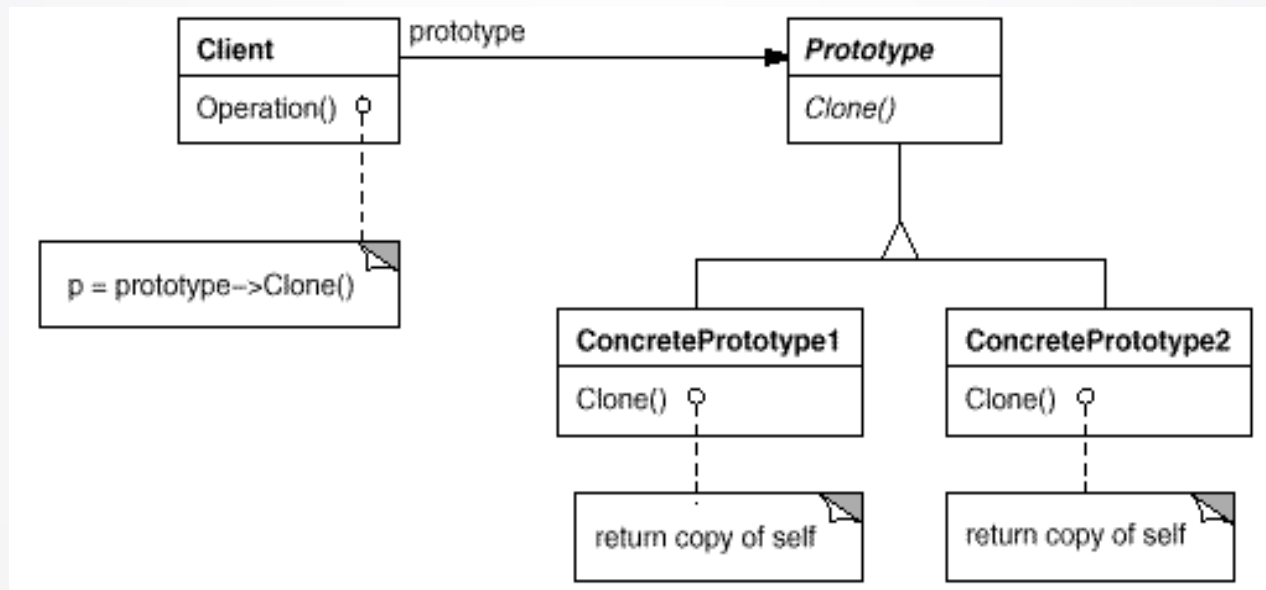 prototype
Client
Prototype
Operation()
Clone()
p = prototype–>Clone()
ConcretePrototype1
ConcretePrototype2
Clone()
Clone()
return copy of self
return copy of self